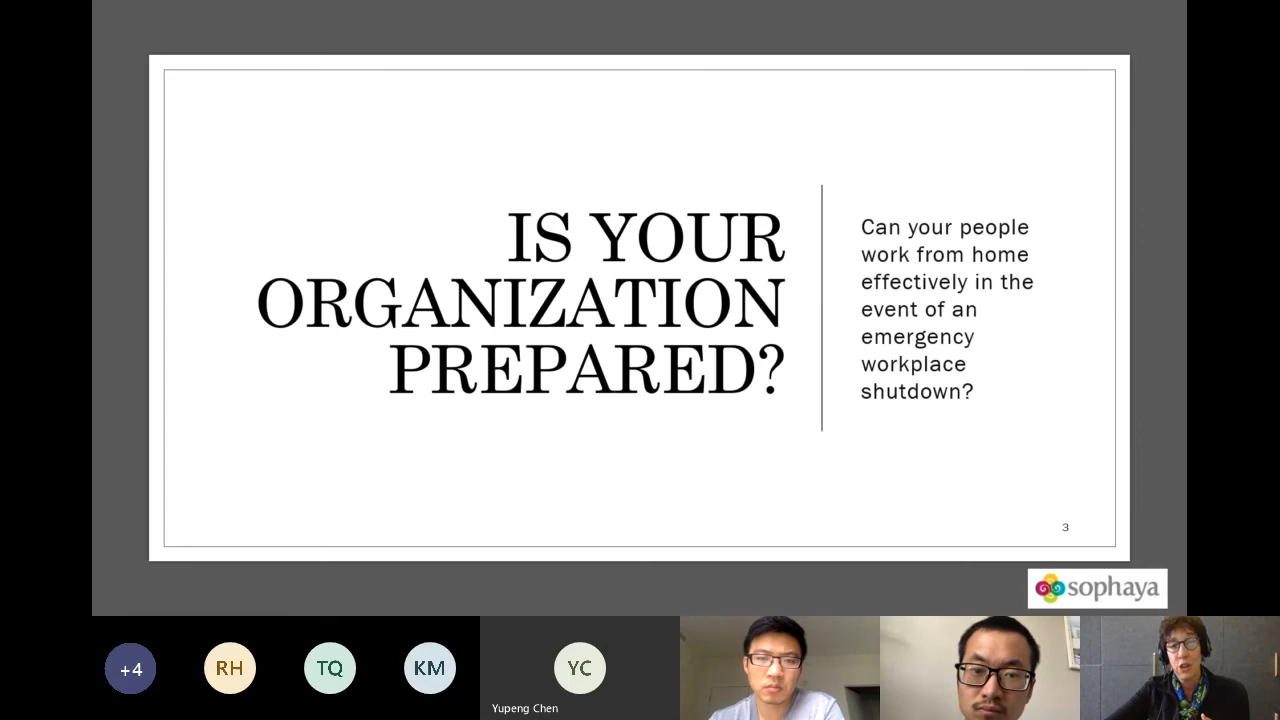 IS YOUR
ORGANIZATION
PREPARED?
Can your people
work from home
effectively in the
event of an
emergency
workplace
shutdown?
3
sophaya
+4
RH
TQ
KM
YC
Yupeng Chen